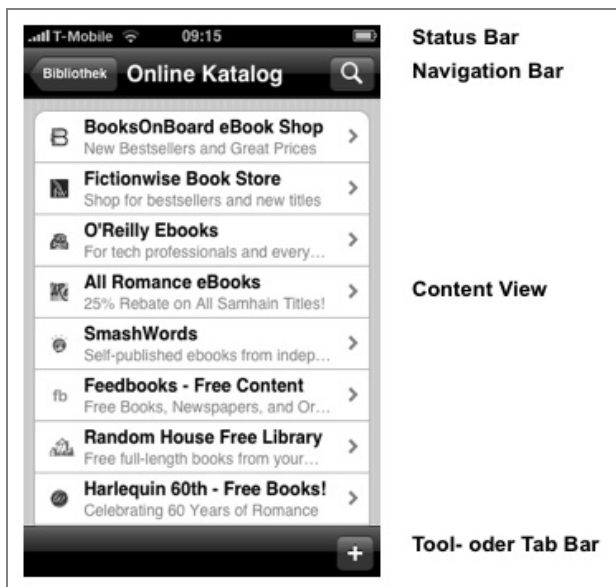 T-Mobile 09:15
Status Bar
Bibliothek Online Katalog
Navigation Bar
BooksOnBoard eBook Shop
New Bestsellers and Great Prices
Fictionwise Book Store
Shop for bestsellers and new titles
O'Reilly Ebooks
For tech professionals and every...
All Romance eBooks
25% Rebate on All Samhain Titles!
Content View
SmashWords
Self-published ebooks from indep...
fb Feedbooks - Free Content
Free Books, Newspapers, and Or...
Random House Free Library
Free full-length books from your...
Harlequin 60th - Free Books!
Celebrating 60 Years of Romance
+
Tool- oder Tab Bar